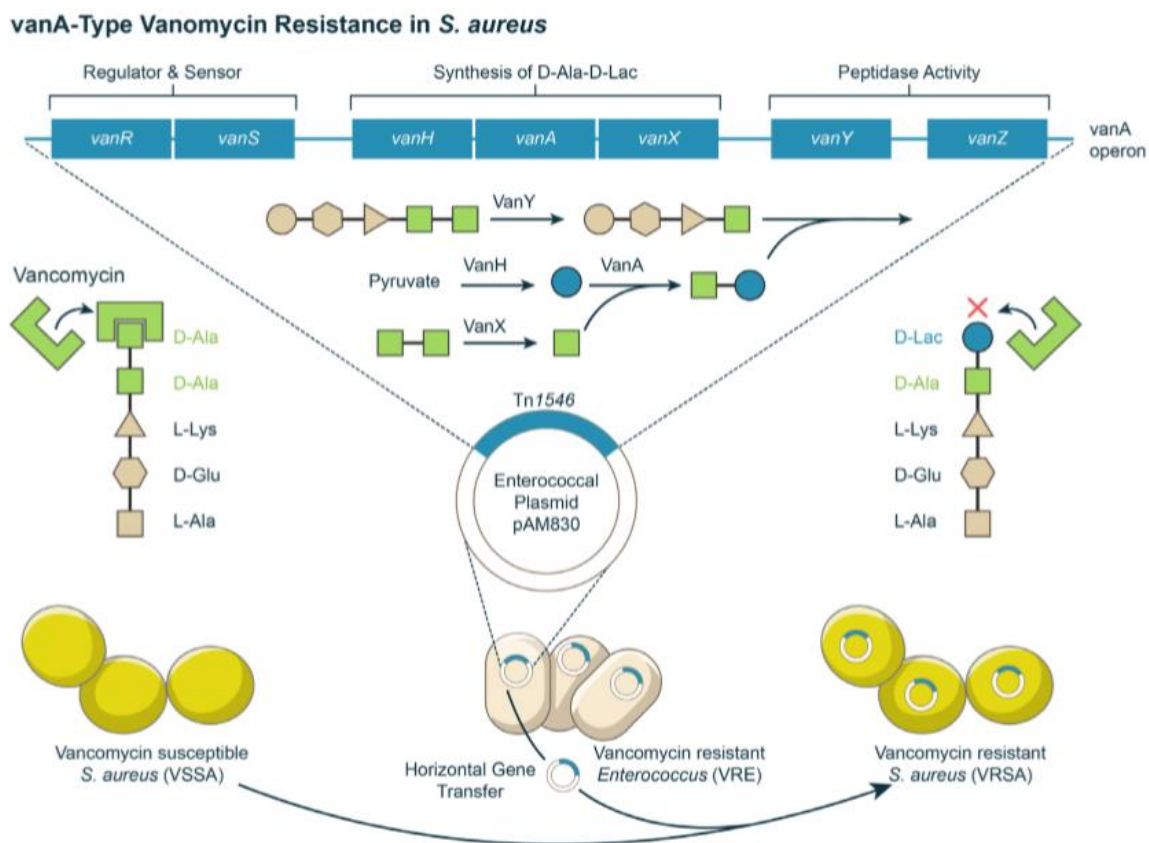 vanA-Type Vanomycin Resistance in S. aureus
Regulator & Sensor
Synthesis of D-Ala-D-Lac
Peptidase Activity
vanR
vanS
vanH
vanA
vanX
vanY
vanZ
vanA
operon
VanY
Pyruvate
VanH
VanA
VanX
Vancomycin
D-Ala
D-Ala
L-Lys
D-Glu
L-Ala
D-Lac
D-Ala
L-Lys
D-Glu
L-Ala
Tn1546
Enterococcal
Plasmid
pAM830
Vancomycin susceptible
S. aureus (VSSA)
Horizontal Gene
Transfer
Vancomycin resistant
Enterococcus (VRE)
Vancomycin resistant
S. aureus (VRSA)